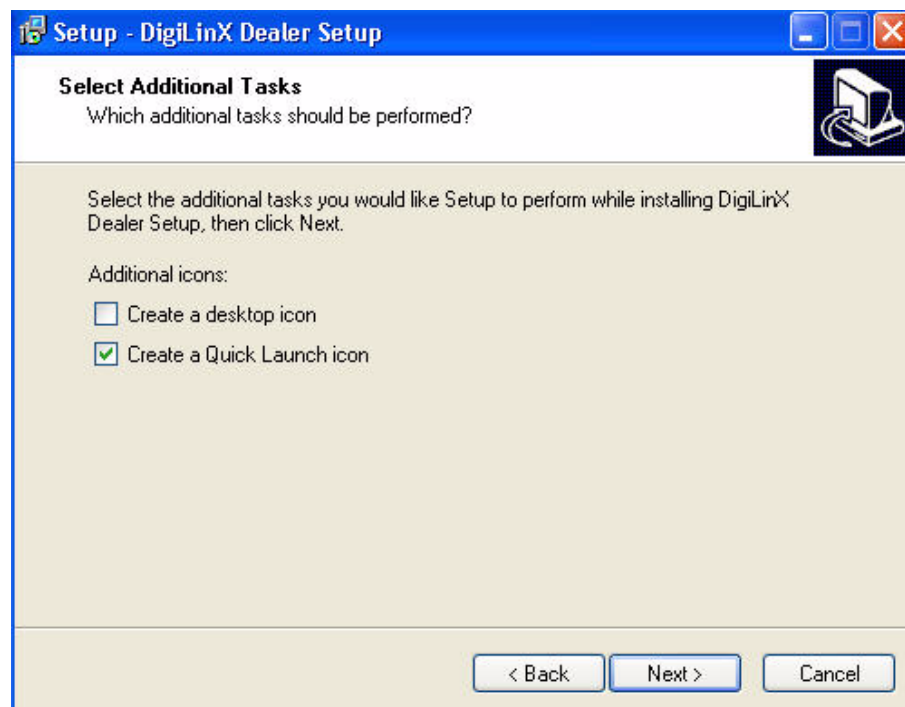 Setup - DigiLinX Dealer Setup
Select Additional Tasks
Which additional tasks should be performed?
Select the additional tasks you would like Setup to perform while installing DigiLinX
Dealer Setup, then click Next.
Additional icons:
Create a desktop icon
Create a Quick Launch icon
< Back
Next >
Cancel